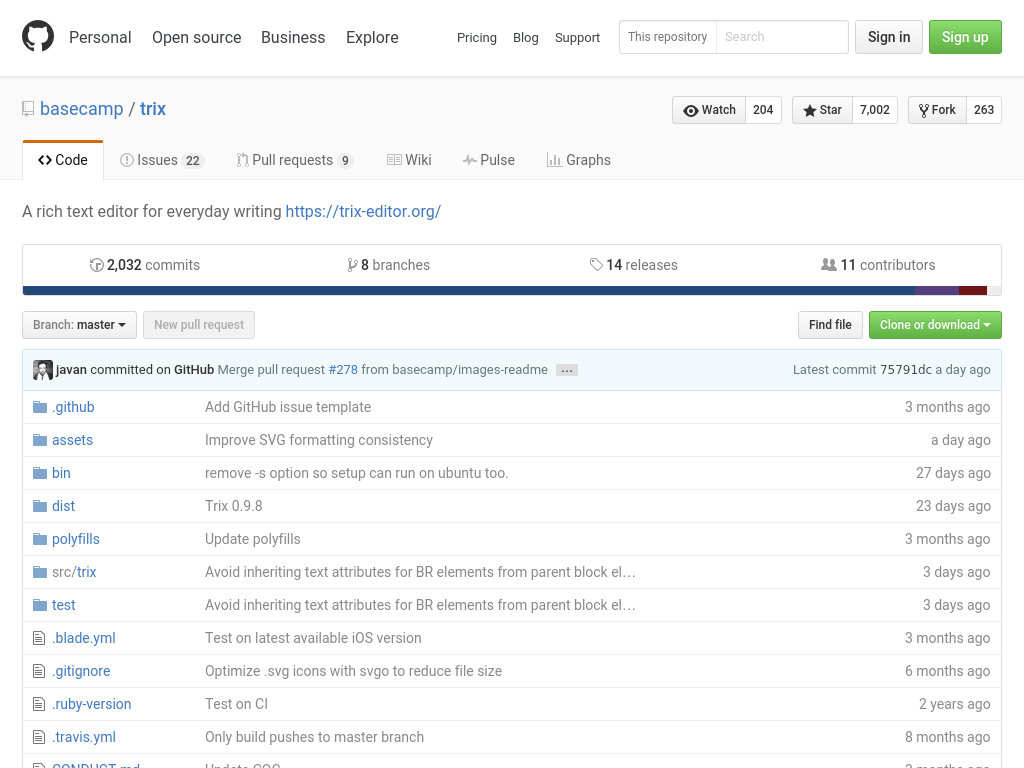 Personal Open source Business Explore Pricing Blog Support This repository Search Sign in Sign up
basecamp / trix Watch 204 Star 7,002 Fork 263
Code Issues 22 Pull requests 9 Wiki Pulse Graphs
A rich text editor for everyday writing https://trix-editor.org/
2,032 commits 8 branches 14 releases 11 contributors
Branch: master New pull request Find file Clone or download
javan committed on GitHub Merge pull request #278 from basecamp/images-readme ... Latest commit 75791dc a day ago
.github Add GitHub issue template 3 months ago
assets Improve SVG formatting consistency a day ago
bin remove -s option so setup can run on ubuntu too. 27 days ago
dist Trix 0.9.8 23 days ago
polyfills Update polyfills 3 months ago
src/trix Avoid inheriting text attributes for BR elements from parent block el… 3 days ago
test Avoid inheriting text attributes for BR elements from parent block el… 3 days ago
.blade.yml Test on latest available iOS version 3 months ago
.gitignore Optimize .svg icons with svgo to reduce file size 6 months ago
.ruby-version Test on CI 2 years ago
.travis.yml Only build pushes to master branch 8 months ago